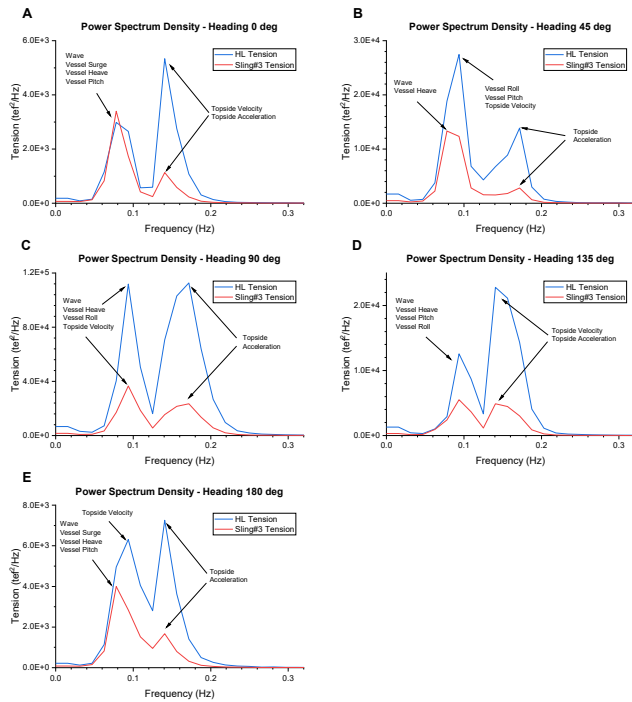 A
Power Spectrum Density - Heading 0 deg
6.0E+3
4.0E+3
2.0E+3
0.0E+0
Tension (tef²/Hz)
0.0
0.1
0.2
0.3
Frequency (Hz)
HL Tension
Sling#3 Tension
Wave
Vessel Surge
Vessel Heave
Vessel Pitch
Topside Velocity
Topside Acceleration
B
Power Spectrum Density - Heading 45 deg
3.0E+4
2.0E+4
1.0E+4
0.0E+0
Tension (tef²/Hz)
0.0
0.1
0.2
0.3
Frequency (Hz)
HL Tension
Sling#3 Tension
Wave
Vessel Heave
Vessel Roll
Vessel Pitch
Topside Velocity
Topside
Acceleration
C
Power Spectrum Density - Heading 90 deg
1.2E+5
8.0E+4
4.0E+4
0.0E+0
Tension (tef²/Hz)
0.0
0.1
0.2
0.3
Frequency (Hz)
HL Tension
Sling#3 Tension
Wave
Vessel Heave
Vessel Roll
Topside Velocity
Topside
Acceleration
D
Power Spectrum Density - Heading 135 deg
2.0E+4
1.0E+4
0.0E+0
Tension (tef²/Hz)
0.0
0.1
0.2
0.3
Frequency (Hz)
HL Tension
Sling#3 Tension
Wave
Vessel Heave
Vessel Pitch
Vessel Roll
Topside Velocity
Topside Acceleration
E
Power Spectrum Density - Heading 180 deg
8.0E+3
6.0E+3
4.0E+3
2.0E+3
0.0E+0
Tension (tef²/Hz)
0.0
0.1
0.2
0.3
Frequency (Hz)
HL Tension
Sling#3 Tension
Topside Velocity
Wave
Vessel Surge
Vessel Heave
Vessel Pitch
Topside
Acceleration